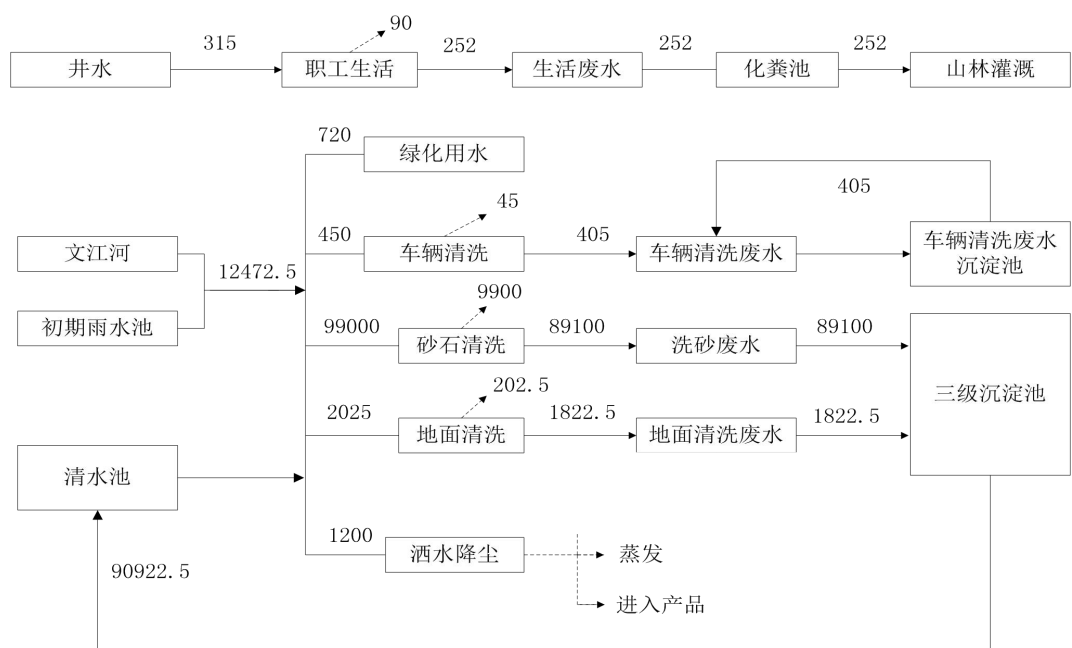 90
315
252
252
252
井水
职工生活
生活废水
化粪池
山林灌溉
720
绿化用水
405
45
450
405
文江河
车辆清洗
车辆清洗废水
车辆清洗废水
沉淀池
12472.5
9900
初期雨水池
99000
89100
89100
砂石清洗
洗砂废水
202.5
三级沉淀池
2025
1822.5
1822.5
地面清洗
地面清洗废水
清水池
1200
洒水降尘
蒸发
90922.5
进入产品